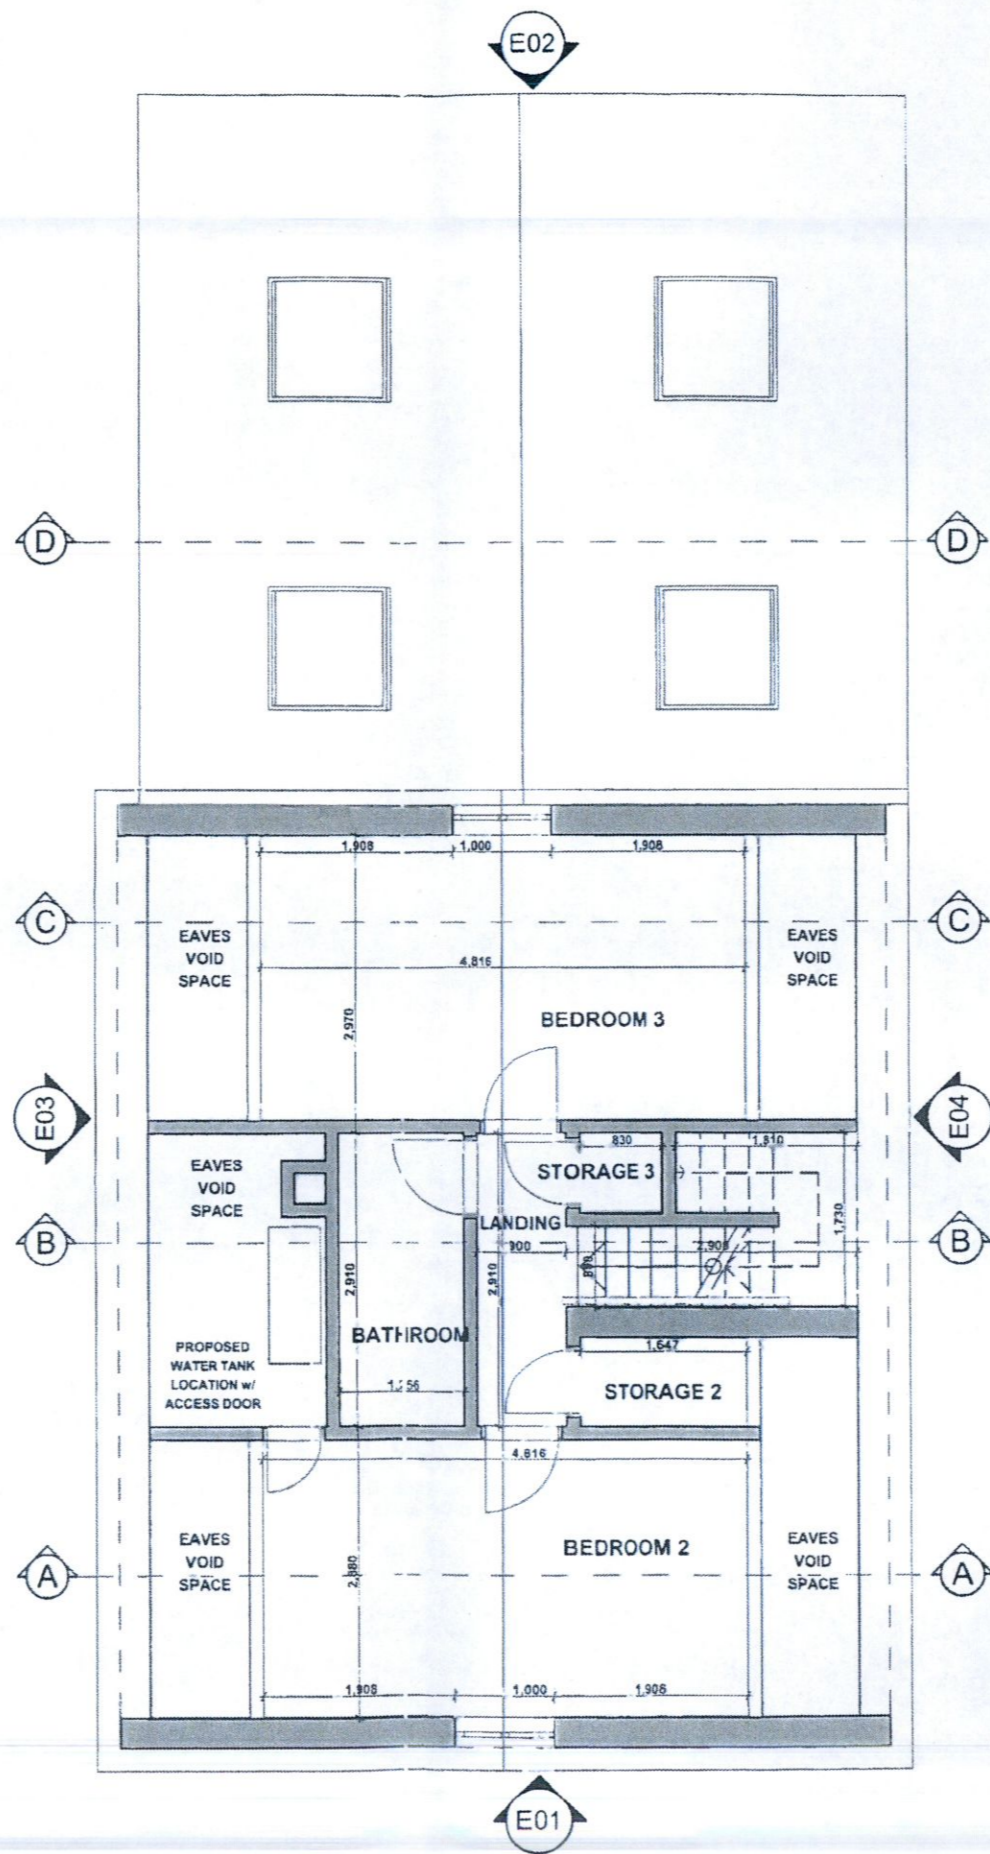 E02
D
D
1,908
1,000
1,908
C
C
EAVES
VOID
SPACE
EAVES
VOID
SPACE
4,816
2,970
BEDROOM 3
E03
E04
830
1,810
EAVES
VOID
SPACE
STORAGE 3
LANDING
1,730
B
B
900
2,908
890
2,910
2,910
BATHROOM
PROPOSED
WATER TANK
LOCATION w/
ACCESS DOOR
1,647
STORAGE 2
4,816
EAVES
VOID
SPACE
BEDROOM 2
EAVES
VOID
SPACE
A
A
2,880
1,908
1,000
1,908
E01